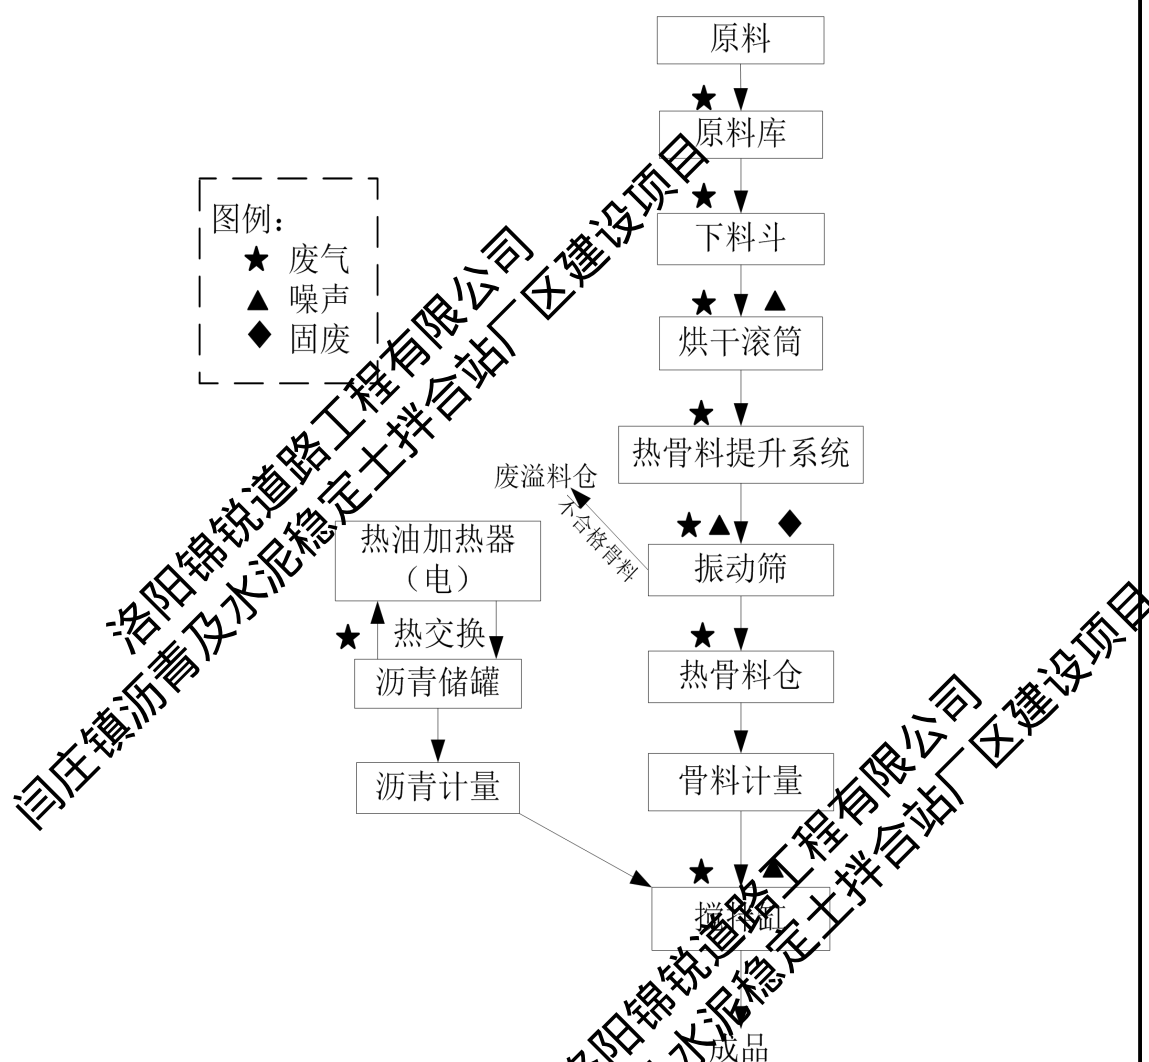 原料
原料库
下料斗
图例：
废气
噪声
固废
烘干滚筒
热骨料提升系统
废溢料仓
不合格骨料
振动筛
热油加热器
（电）
热交换
沥青储罐
热骨料仓
沥青计量
骨料计量
搅拌缸
成品
洛阳锦锐道路工程有限公司
闫庄镇沥青及水泥稳定土拌合站厂区建设项目
洛阳锦锐道路工程有限公司
水泥稳定土拌合站厂区建设项目